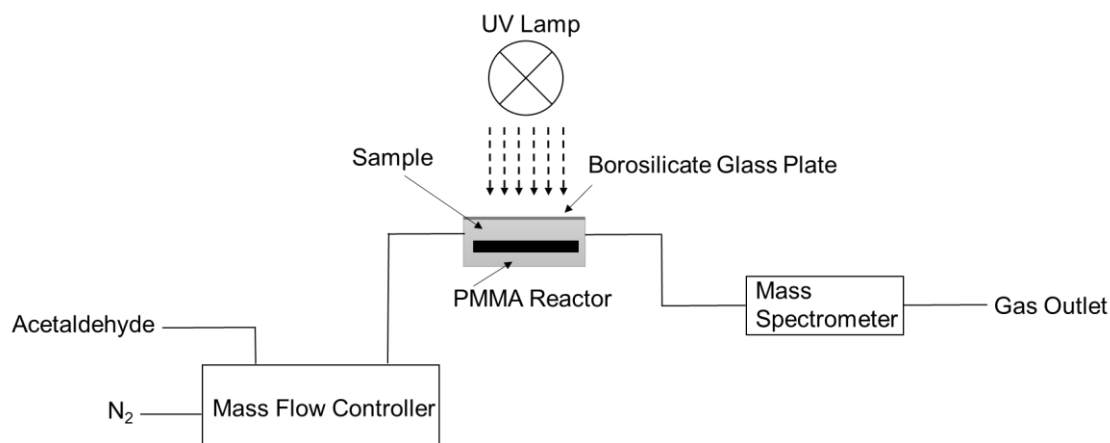 UV Lamp
Sample
Borosilicate Glass Plate
PMMA Reactor
Acetaldehyde
Mass
Spectrometer
Gas Outlet
N₂
Mass Flow Controller